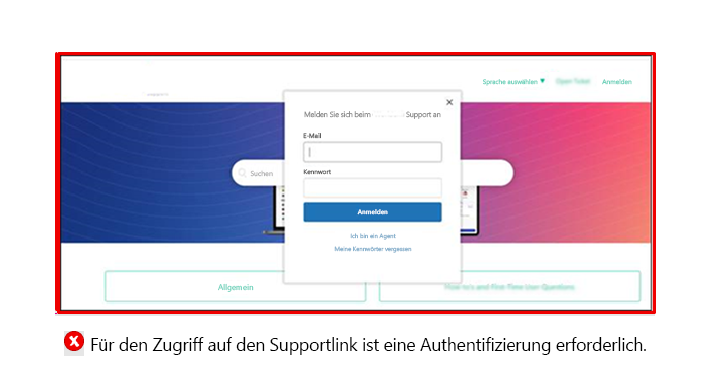 Sprache auswählen
Anmelden
Melden Sie sich beim Support an
E-Mail
Suchen
Kennwort
Anmelden
Ich bin ein Agent
Meine Kennwörter vergessen
Allgemein
How to's and First-Time User Questions
Für den Zugriff auf den Supportlink ist eine Authentifizierung erforderlich.